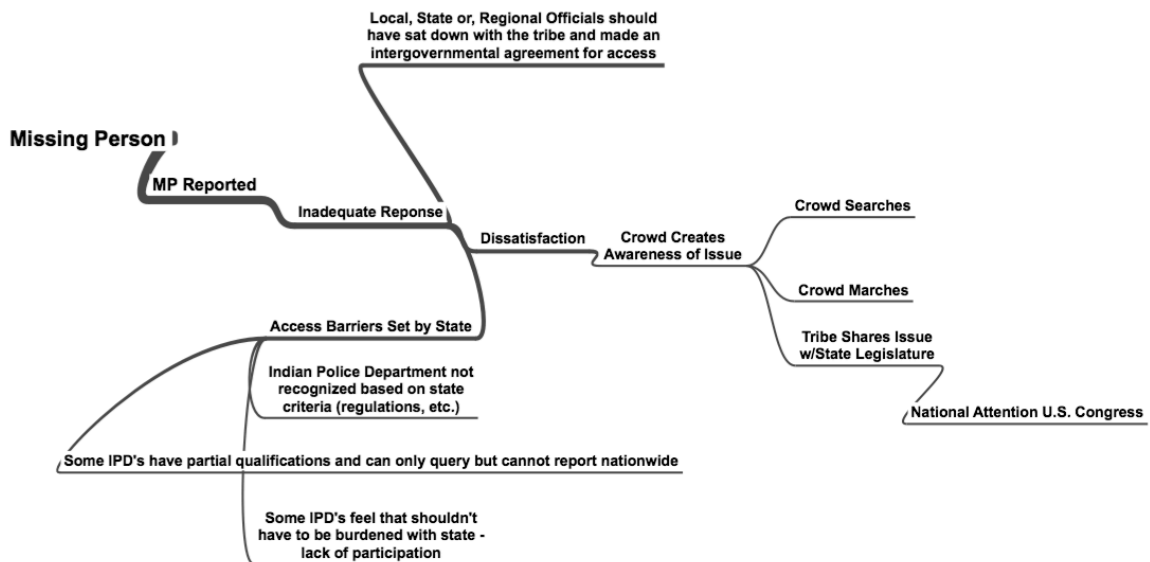 Local, State or, Regional Officials should
have sat down with the tribe and made an
intergovernmental agreement for access
Missing Person
MP Reported
Inadequate Reponse
Dissatisfaction
Crowd Creates
Awareness of Issue
Crowd Searches
Crowd Marches
Tribe Shares Issue
w/State Legislature
National Attention U.S. Congress
Access Barriers Set by State
Indian Police Department not
recognized based on state
criteria (regulations, etc.)
Some IPD's have partial qualifications and can only query but cannot report nationwide
Some IPD's feel that shouldn't
have to be burdened with state -
lack of participation